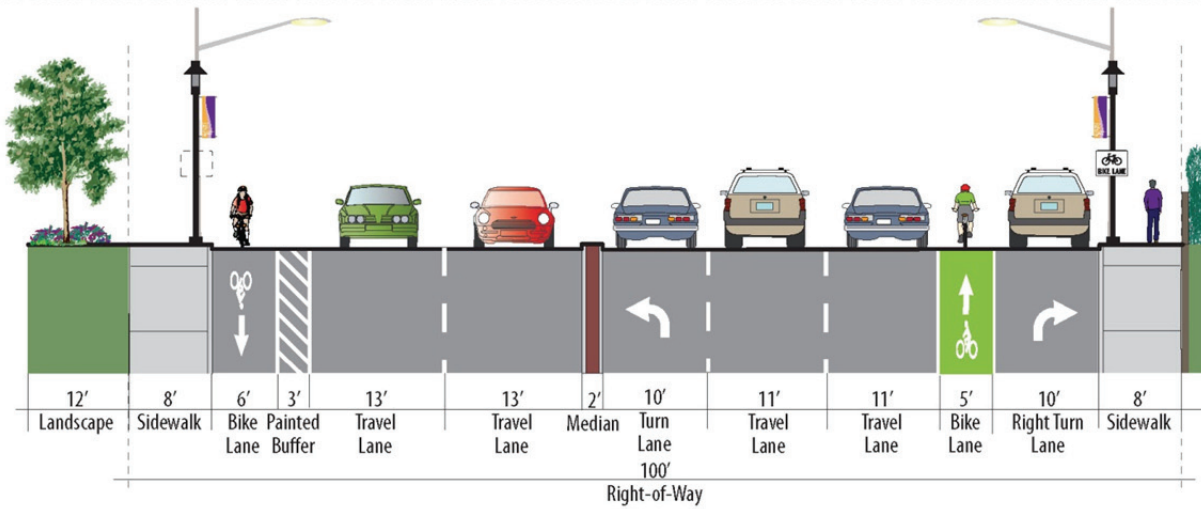 BIKE LANE
12’ 8’ 6’ 3’ 13’ 13’ 2’ 10’ 11’ 11’ 5’ 10’ 8’
Landscape Sidewalk Bike Painted Travel Travel Median Turn Travel Travel Bike Right Turn Sidewalk
Lane Buffer Lane Lane Lane Lane Lane Lane Lane
100’
Right-of-Way